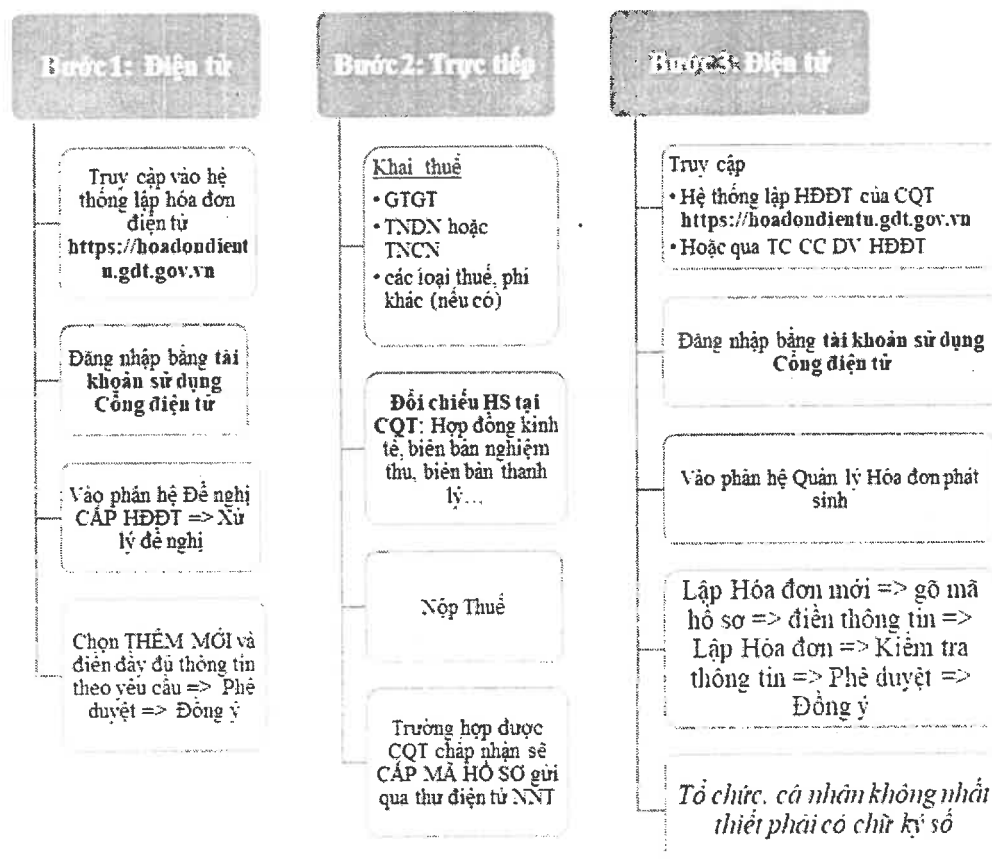 Bước 1: Điện tử
Truy cập vào hệ
thống lập hóa đơn
điện tử
https://hoadondient
u.gdt.gov.vn
Đăng nhập bằng tài
khoản sử dụng
Cổng điện tử
Vào phân hệ Đề nghị
CẤP HĐĐT => Xử
lý đề nghị
Chọn THÊM MỚI và
điền đầy đủ thông tin
theo yêu cầu => Phê
duyệt => Đồng ý
Bước 2: Trực tiếp
Khai thuế
• GTGT
• TNDN hoặc
TNCN
• các loại thuế, phí
khác (nếu có)
Đối chiếu HS tại
CQT: Hợp đồng kinh
tế, biên bản nghiệm
thu, biên bản thanh
lý…
Nộp Thuế
Trường hợp được
CQT chấp nhận sẽ
CẤP MÃ HỒ SƠ gửi
qua thư điện tử NNT
Bước 3: Điện tử
Truy cập
• Hệ thống lập HĐĐT của CQT
https://hoadondientu.gdt.gov.vn
• Hoặc qua TC CC DV HĐĐT
Đăng nhập bằng tài khoản sử dụng
Cổng điện tử
Vào phân hệ Quản lý Hóa đơn phát
sinh
Lập Hóa đơn mới => gõ mã
hồ sơ => điền thông tin =>
Lập Hóa đơn => Kiểm tra
thông tin => Phê duyệt =>
Đồng ý
Tổ chức, cá nhân không nhất
thiết phải có chữ ký số